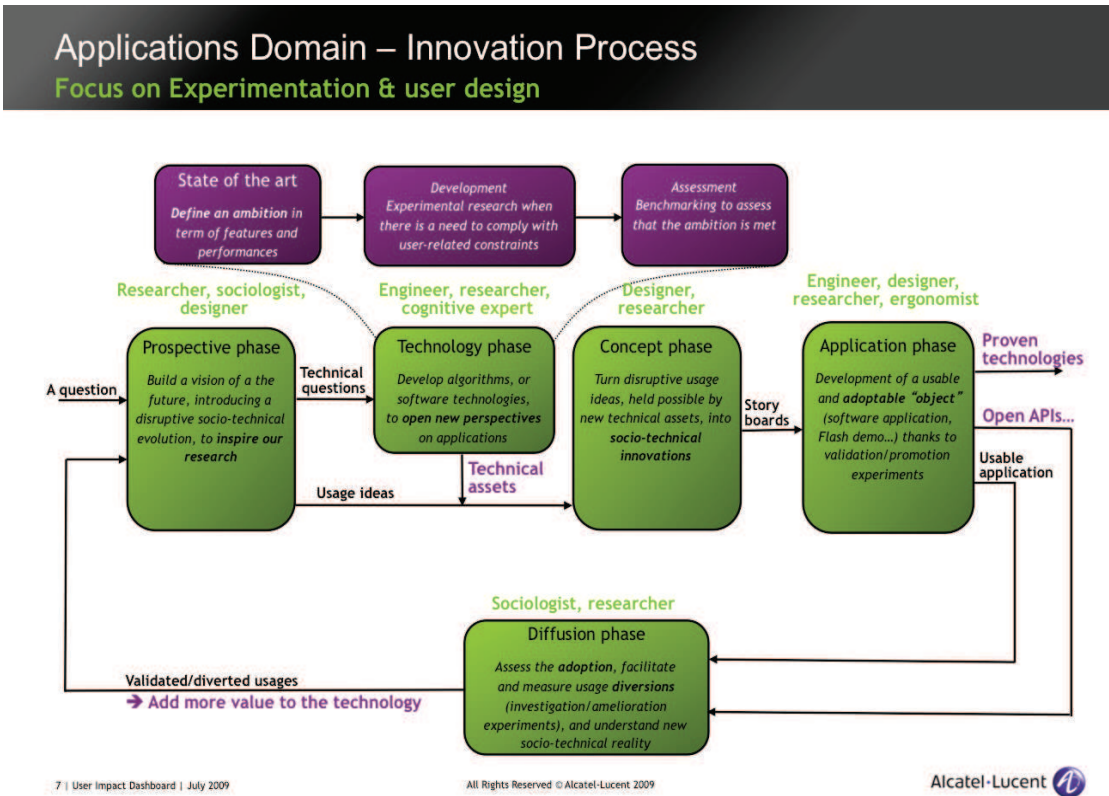 Applications Domain – Innovation Process
Focus on Experimentation & user design
State of the art
Define an ambition in
term of features and
performances
Development
Experimental research when
there is a need to comply with
user-related constraints
Assessment
Benchmarking to assess
that the ambition is met
Researcher, sociologist,
designer
Engineer, researcher,
cognitive expert
Designer,
researcher
Engineer, designer,
researcher, ergonomist
A question
Prospective phase
Build a vision of a the
future, introducing a
disruptive socio-technical
evolution, to inspire our
research
Technical
questions
Technology phase
Develop algorithms, or
software technologies,
to open new perspectives
on applications
Technical
assets
Usage ideas
Concept phase
Turn disruptive usage
ideas, held possible by
new technical assets, into
socio-technical
innovations
Story
boards
Application phase
Development of a usable
and adoptable “object”
(software application,
Flash demo…) thanks to
validation/promotion
experiments
Proven
technologies
Open APIs…
Usable
application
Sociologist, researcher
Diffusion phase
Assess the adoption, facilitate
and measure usage diversions
(investigation/amelioration
experiments), and understand new
socio-technical reality
Validated/diverted usages
➔ Add more value to the technology
7 | User Impact Dashboard | July 2009
All Rights Reserved © Alcatel-Lucent 2009
Alcatel·Lucent